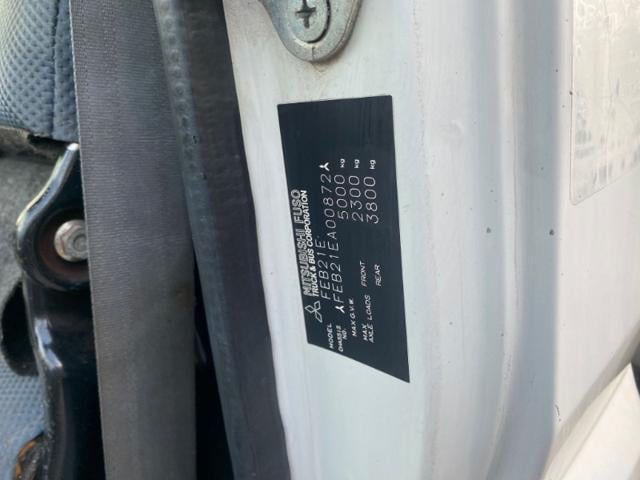 MITSUBISHI FUSO
TRUCK & BUS CORPORATION
MODEL FEB21E.
CHASSIS NO. FEB21EA00872
MAX G.V.W. 5000 kg
MAX AXLE LOADS FRONT 2300 kg
REAR 3800 kg